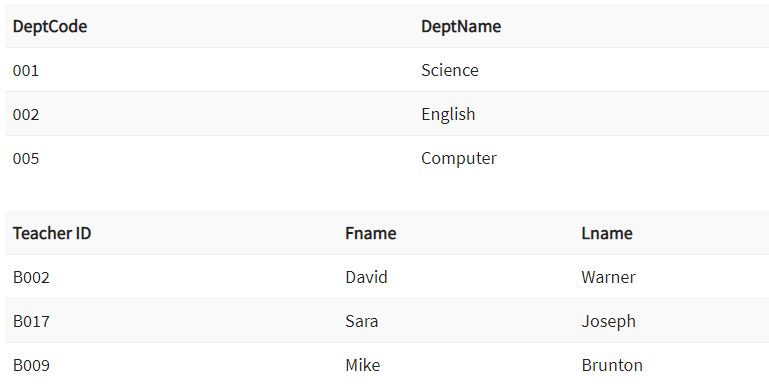 DeptCode DeptName
001 Science
002 English
005 Computer
Teacher ID Fname Lname
B002 David Warner
B017 Sara Joseph
B009 Mike Brunton